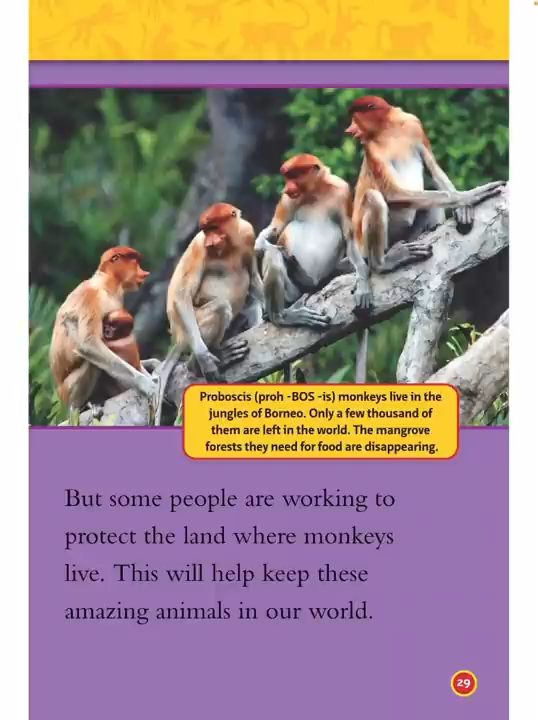 Proboscis (proh -BOS -is) monkeys live in the
jungles of Borneo. Only a few thousand of
them are left in the world. The mangrove
forests they need for food are disappearing.
But some people are working to
protect the land where monkeys
live. This will help keep these
amazing animals in our world.
29